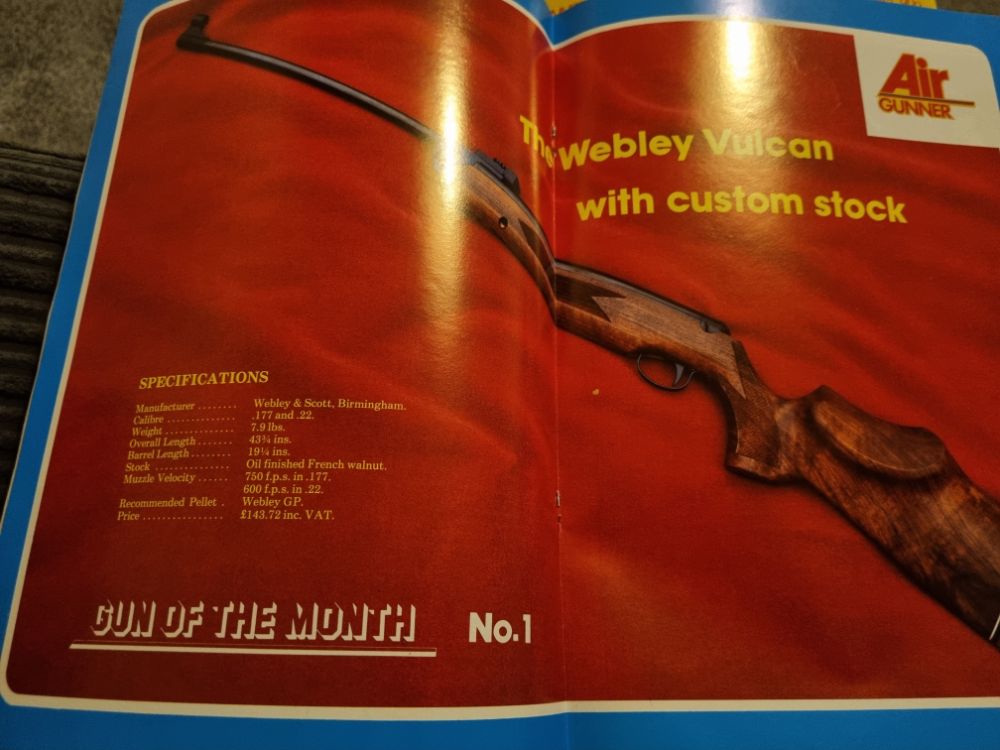 Air
GUNNER
The Webley Vulcan
with custom stock
SPECIFICATIONS
Manufacturer ........ Webley & Scott, Birmingham.
Calibre .............. .177 and .22.
Weight .............. 7.9 lbs.
Overall Length ....... 43¾ ins.
Barrel Length ........ 19¼ ins.
Stock ............... Oil finished French walnut.
Muzzle Velocity ...... 750 f.p.s. in .177.
600 f.p.s. in .22.
Recommended Pellet . Webley GP.
Price ................ £143.72 inc. VAT.
GUN OF THE MONTH No.1